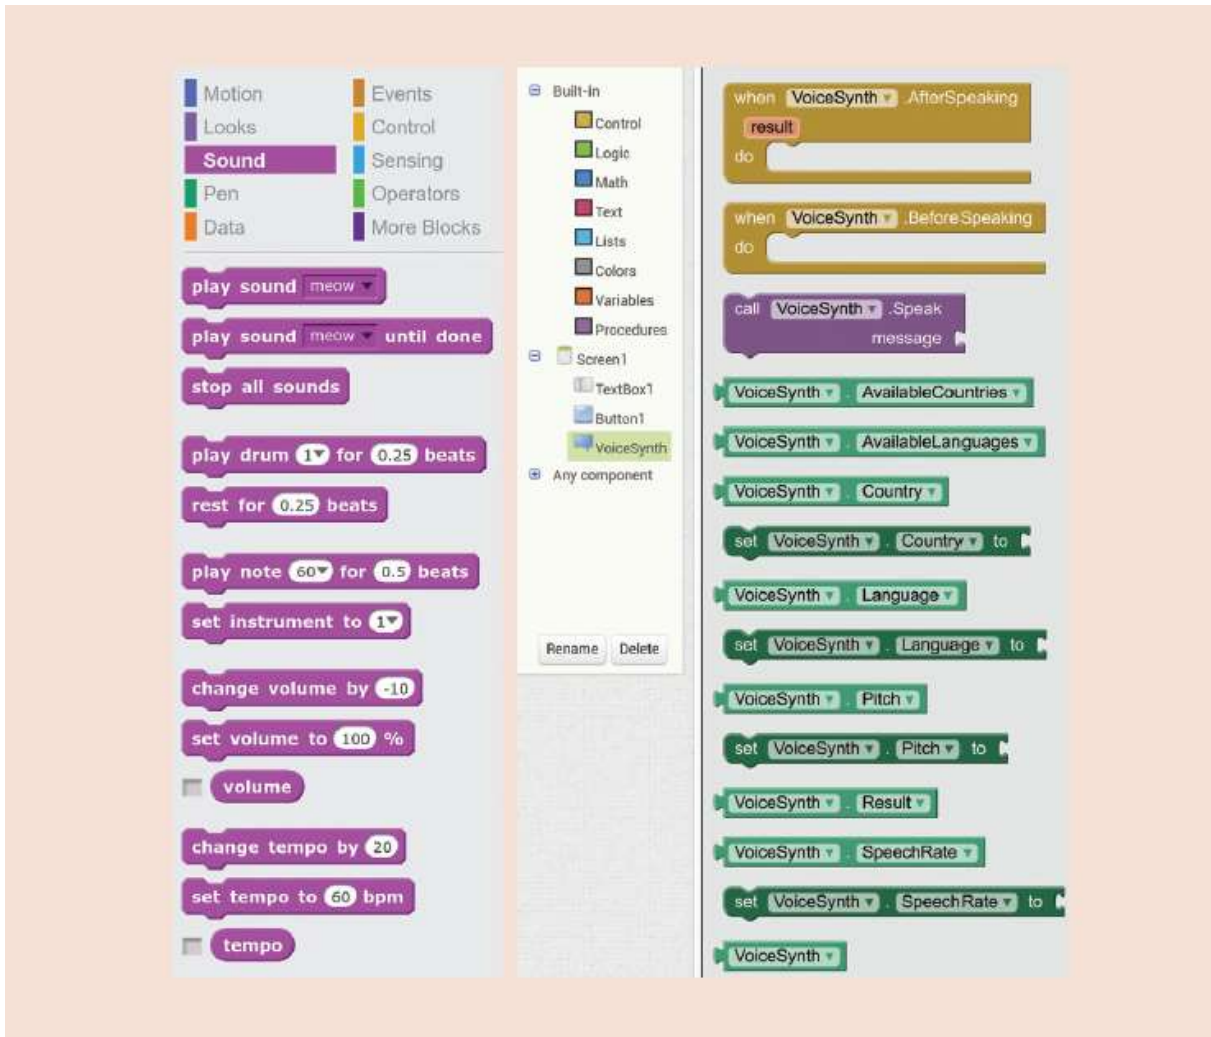 Motion Events
Looks Control
Sound Sensing
Pen Operators
Data More Blocks
play sound meow
play sound meow until done
stop all sounds
play drum 1 for 0.25 beats
rest for 0.25 beats
play note 60 for 0.5 beats
set instrument to 1
change volume by -10
set volume to 100 %
volume
change tempo by 20
set tempo to 60 bpm
tempo
Built-in
Control
Logic
Math
Text
Lists
Colors
Variables
Procedures
Screen1
TextBox1
Button1
VoiceSynth
Any component
Rename Delete
when VoiceSynth .AfterSpeaking
result
do
when VoiceSynth .BeforeSpeaking
do
call VoiceSynth .Speak
message
VoiceSynth . AvailableCountries
VoiceSynth . AvailableLanguages
VoiceSynth . Country
set VoiceSynth . Country to
VoiceSynth . Language
set VoiceSynth . Language to
VoiceSynth . Pitch
set VoiceSynth . Pitch to
VoiceSynth . Result
VoiceSynth . SpeechRate
set VoiceSynth . SpeechRate to
VoiceSynth